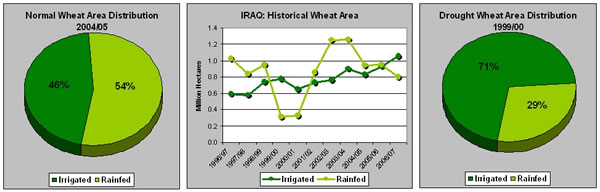 Normal Wheat Area Distribution
2004/05
46%
54%
Irrigated
Rainfed
IRAQ: Historical Wheat Area
Million Hectares
1.4
1.2
1.0
0.8
0.6
0.4
0.2
0.0
1996/97
1997/98
1998/99
1999/00
2000/01
2001/02
2002/03
2003/04
2004/05
2005/06
2006/07
Irrigated
Rainfed
Drought Wheat Area Distribution
1999/00
71%
29%
Irrigated
Rainfed